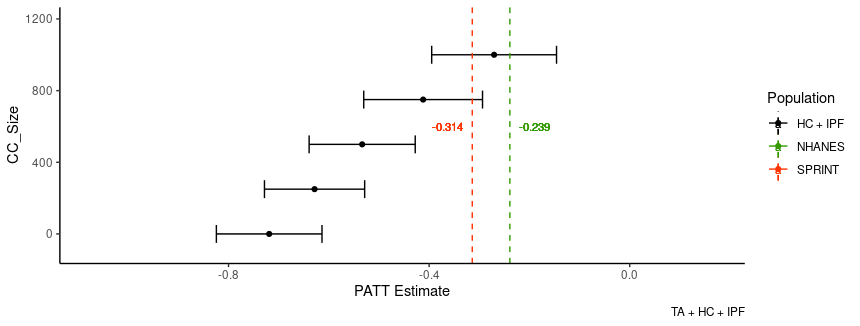 1200
800
400
0
CC_Size
-0.314
-0.239
-0.8
-0.4
0.0
PATT Estimate
Population
HC + IPF
NHANES
SPRINT
TA + HC + IPF